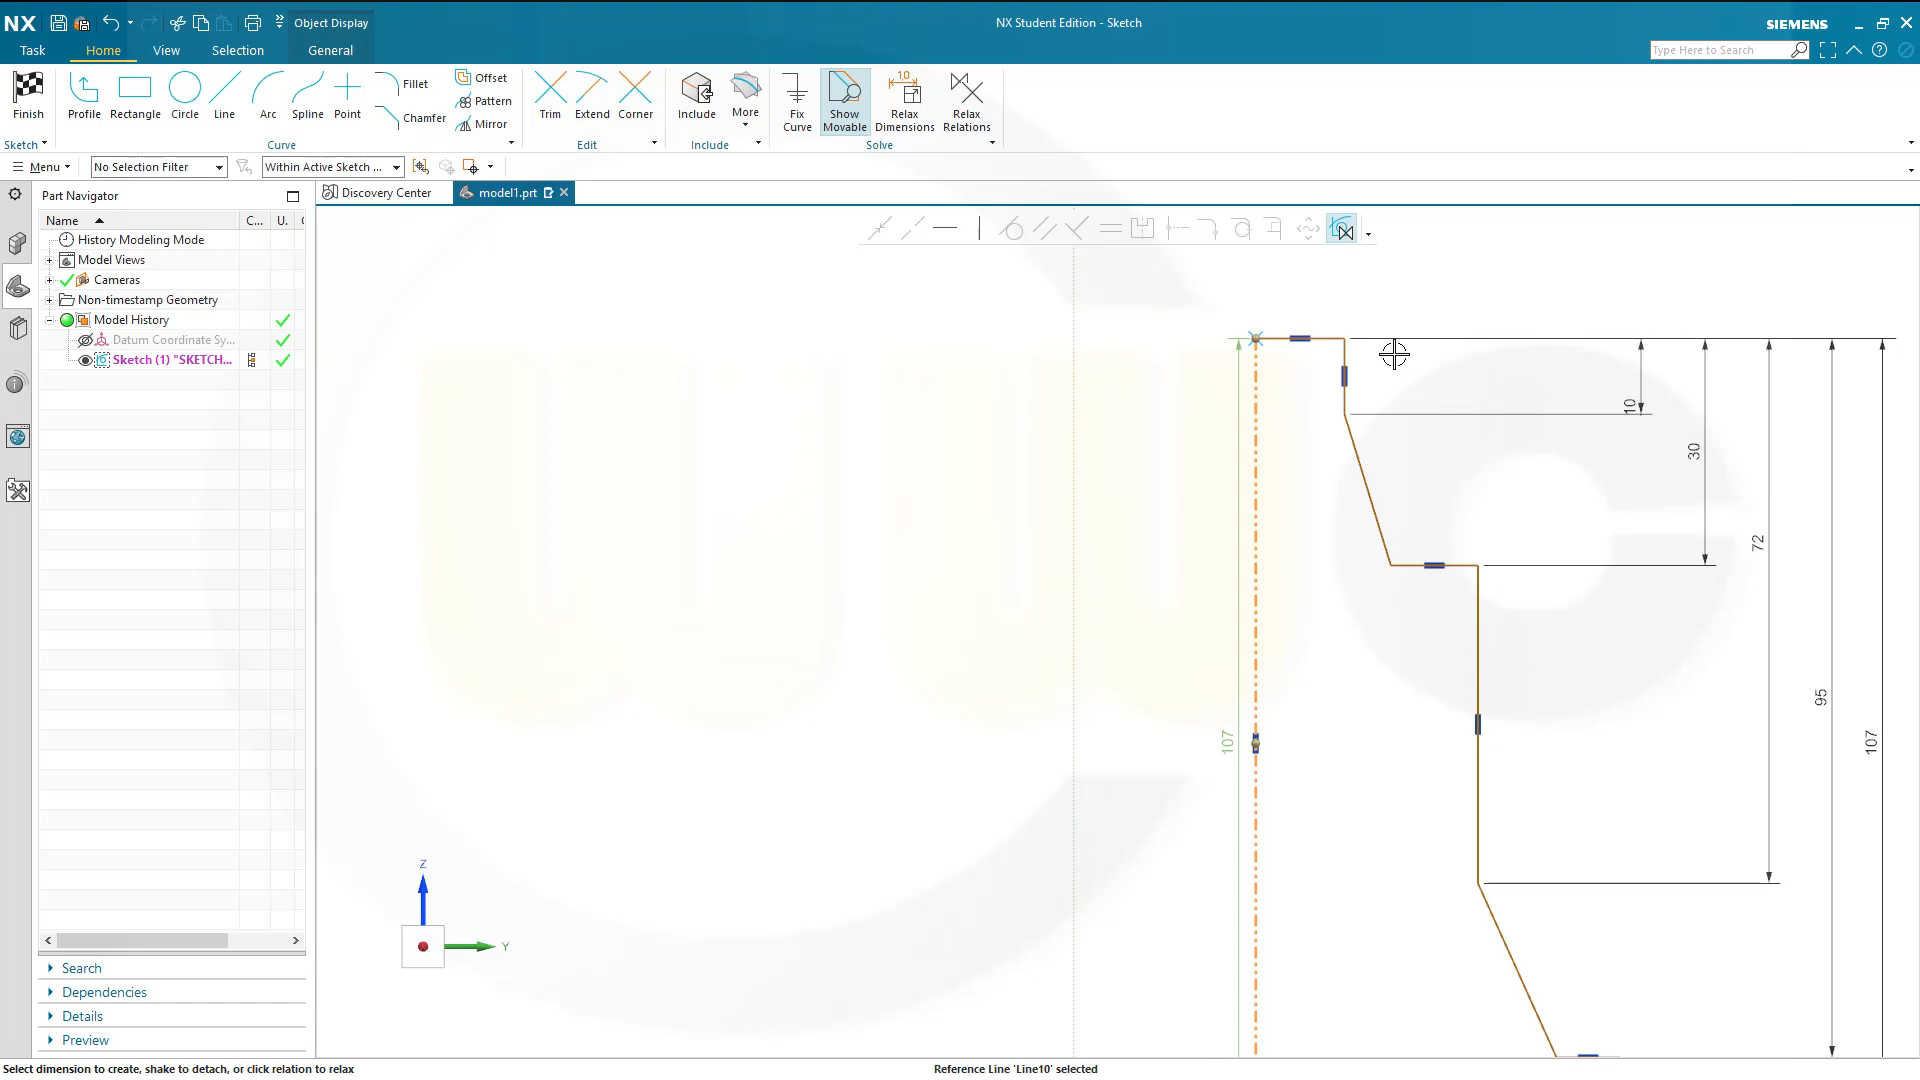 NX
Object Display
NX Student Edition - Sketch
SIEMENS
Task
Home
View
Selection
General
Type Here to Search
Finish
Profile
Rectangle
Circle
Line
Arc
Spline
Point
Fillet
Chamfer
Offset
Pattern
Mirror
Trim
Extend
Corner
Include
More
Fix Curve
Show Movable
1,0
Relax Dimensions
Relax Relations
Sketch
Curve
Edit
Include
Solve
Menu
No Selection Filter
Within Active Sketch ...
Part Navigator
Discovery Center
model1.prt
Name
C...
U.
History Modeling Mode
Model Views
Cameras
Non-timestamp Geometry
Model History
Datum Coordinate Sy...
Sketch (1) "SKETCH...
10
30
72
95
107
107
Z
Y
Search
Dependencies
Details
Preview
Select dimension to create, shake to detach, or click relation to relax
Reference Line 'Line10' selected